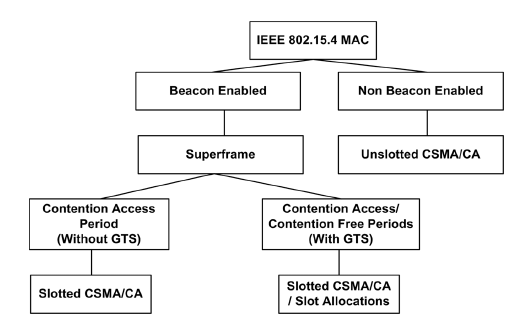 IEEE 802.15.4 MAC
Beacon Enabled
Non Beacon Enabled
Superframe
Unslotted CSMA/CA
Contention Access
Period
(Without GTS)
Contention Access/
Contention Free Periods
(With GTS)
Slotted CSMA/CA
Slotted CSMA/CA
/ Slot Allocations